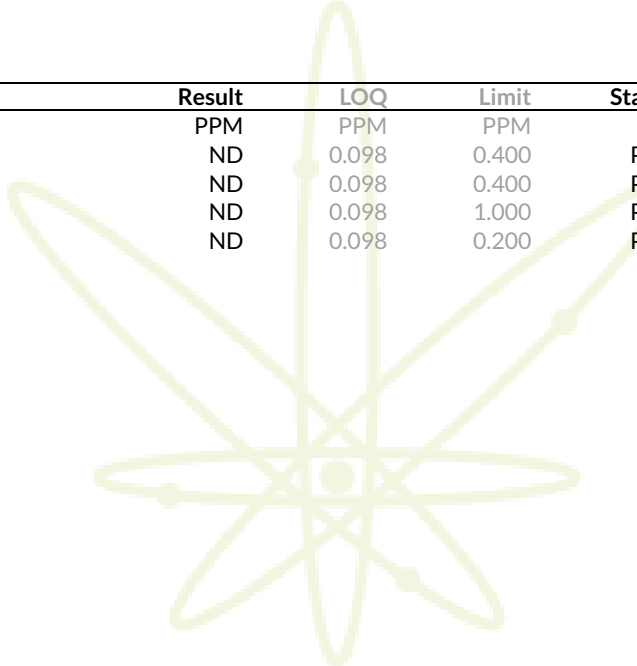 Result LOQ Limit Sta
PPM PPM PPM
ND 0.098 0.400 P
ND 0.098 0.400 P
ND 0.098 1.000 P
ND 0.098 0.200 P